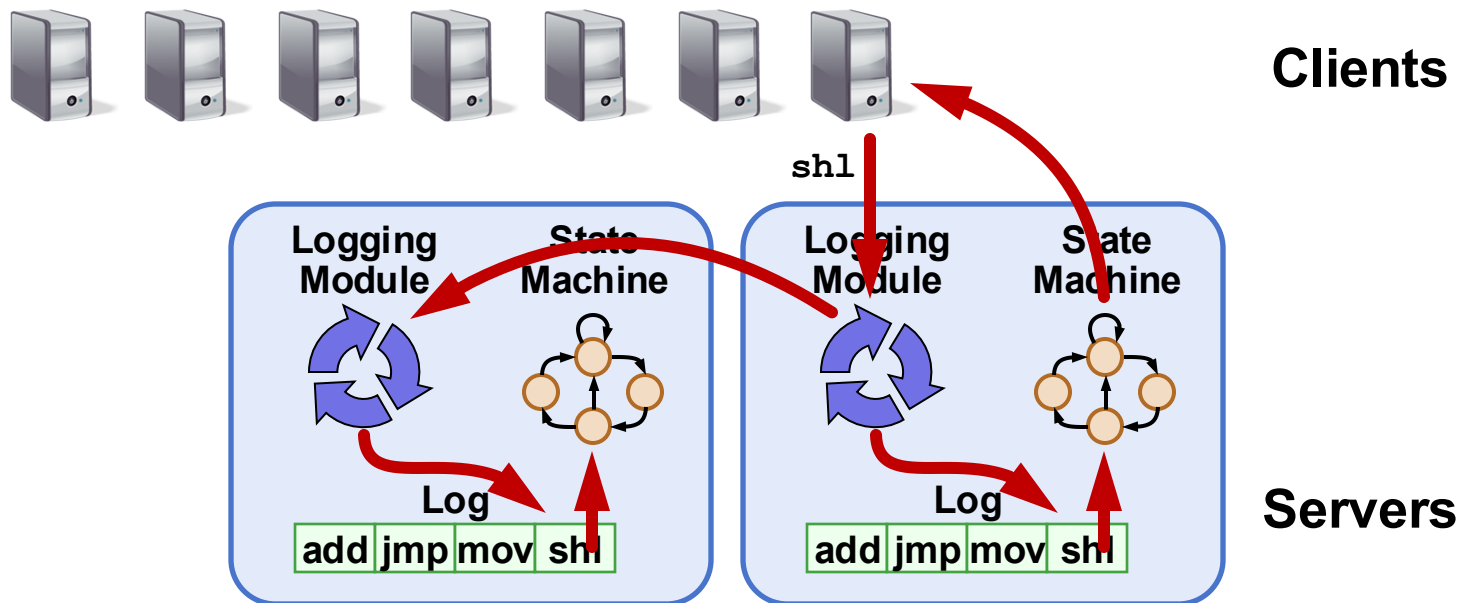 Clients
shl
Logging
Module
State
Machine
Log
add jmp mov shl
Logging
Module
State
Machine
Log
add jmp mov shl
Servers